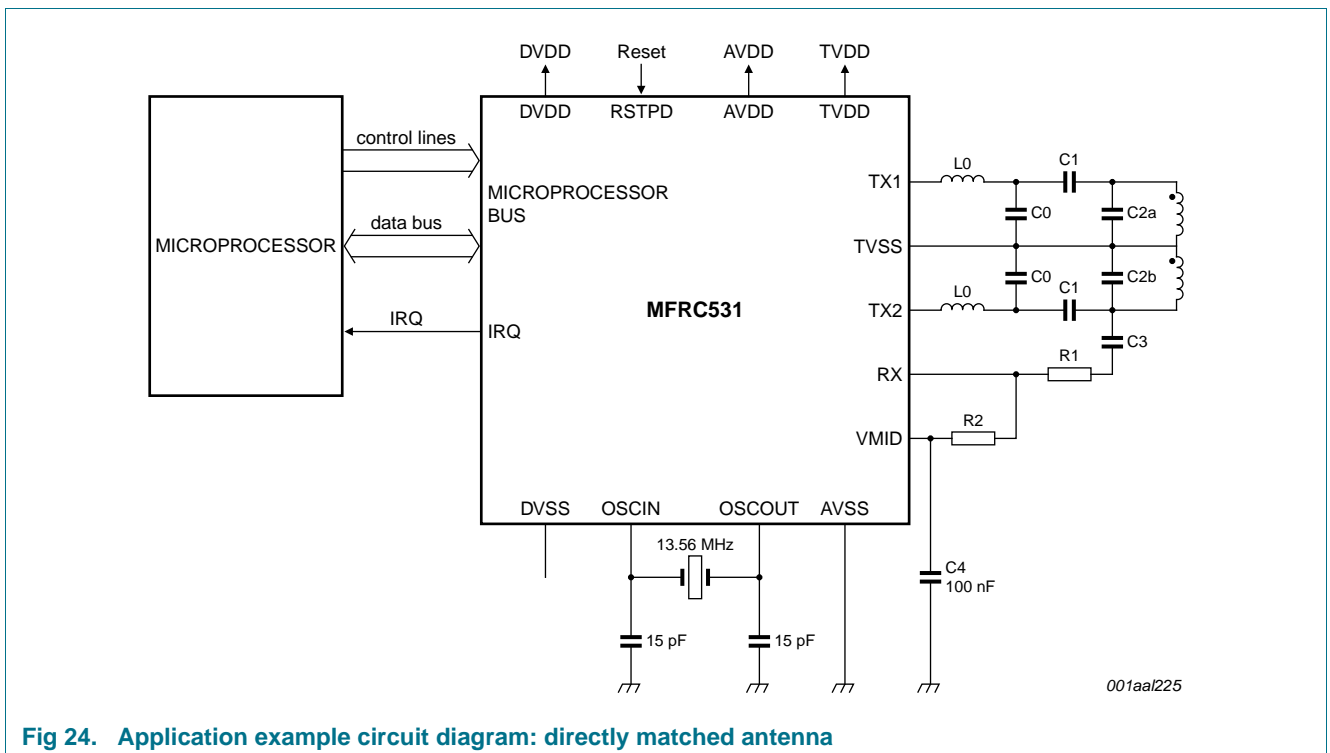 DVDD Reset AVDD TVDD
DVDD RSTPD AVDD TVDD
control lines
MICROPROCESSOR
BUS
data bus
MICROPROCESSOR
IRQ
IRQ
MFRC531
TX1
L0
C1
C0
C2a
TVSS
C0
C2b
TX2
L0
C1
C3
RX
R1
VMID
R2
DVSS OSCIN OSCOUT AVSS
13.56 MHz
C4
100 nF
15 pF
15 pF
001aal225
Fig 24. Application example circuit diagram: directly matched antenna